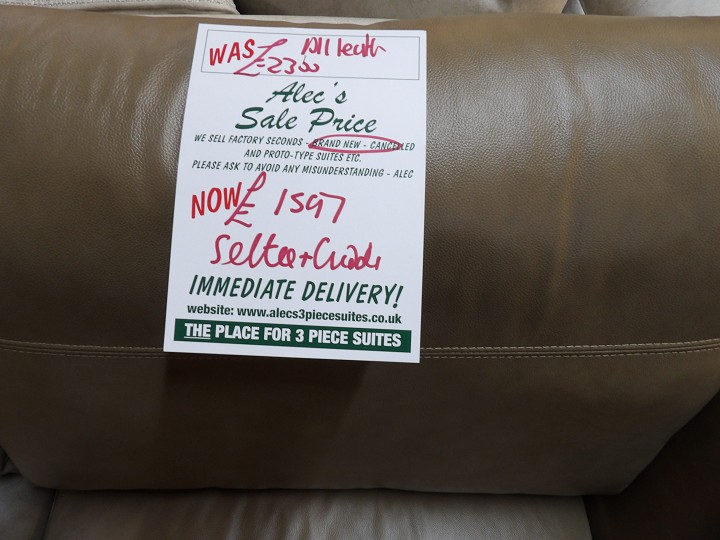 WAS £2300 All leath
Alec's
Sale Price
WE SELL FACTORY SECONDS - BRAND NEW - CANCELLED
AND PROTO-TYPE SUITES ETC.
PLEASE ASK TO AVOID ANY MISUNDERSTANDING - ALEC
NOW £ 1597
IMMEDIATE DELIVERY!
website: www.alecs3piecesuites.co.uk
THE PLACE FOR 3 PIECE SUITES